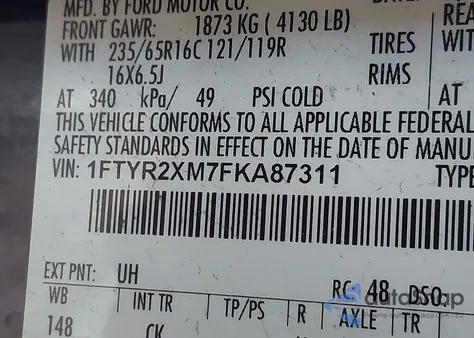 MFD. BY FORD MOTOR CO.
FRONT GAWR: 1873 KG ( 4130 LB)
WITH 235/65R16C 121/119R TIRES
16X6.5J RIMS
AT 340 kPa/ 49 PSI COLD
THIS VEHICLE CONFORMS TO ALL APPLICABLE FEDERAL
SAFETY STANDARDS IN EFFECT ON THE DATE OF MANU
VIN: 1FTYR2XM7FKA87311 TYPE
REA
WIT
AT
EXT PNT: UH RC 48 DSO:
WB INT TR TP/PS R AXLE TR
148 CK